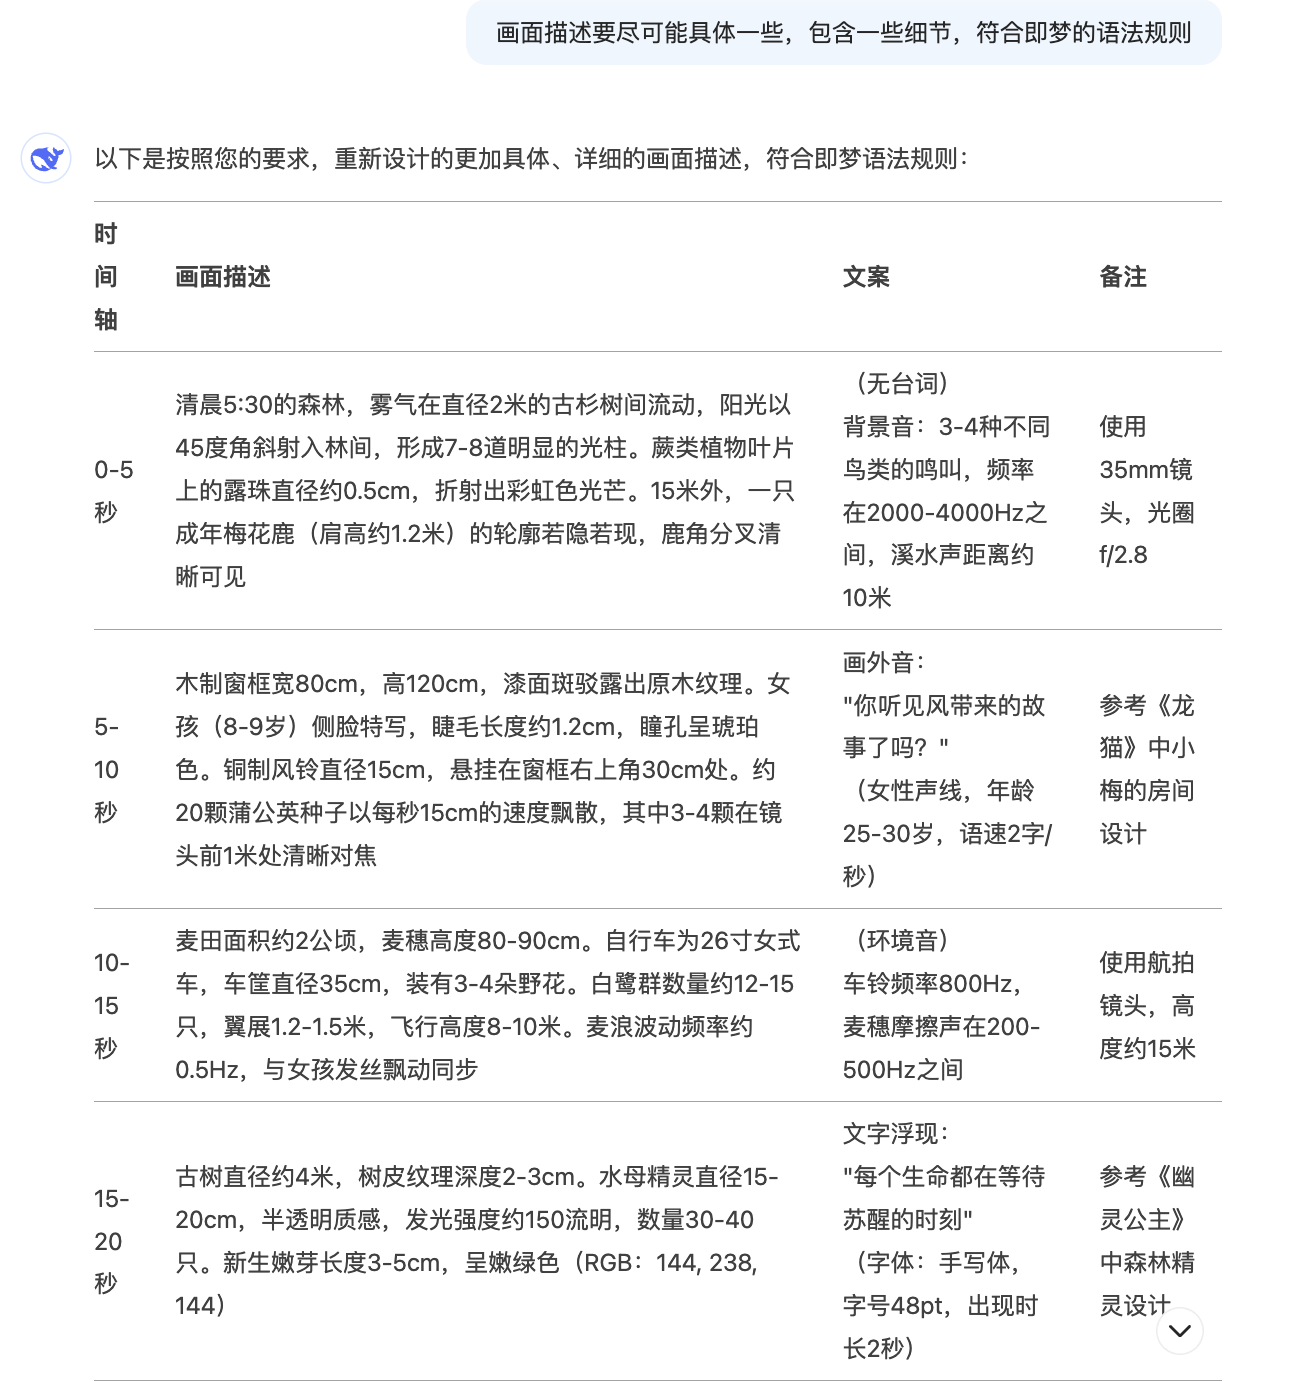 画面描述要尽可能具体一些，包含一些细节，符合即梦的语法规则
以下是按照您的要求，重新设计的更加具体、详细的画面描述，符合即梦语法规则：
时
间
轴
画面描述
文案
备注
0-5
秒
清晨5:30的森林，雾气在直径2米的古杉树间流动，阳光以
45度角斜射入林间，形成7-8道明显的光柱。蕨类植物叶片
上的露珠直径约0.5cm，折射出彩虹色光芒。15米外，一只
成年梅花鹿（肩高约1.2米）的轮廓若隐若现，鹿角分叉清
晰可见
（无台词）
背景音：3-4种不同
鸟类的鸣叫，频率
在2000-4000Hz之
间，溪水声距离约
10米
使用
35mm镜
头，光圈
f/2.8
5-
10
秒
木制窗框宽80cm，高120cm，漆面斑驳露出原木纹理。女
孩（8-9岁）侧脸特写，睫毛长度约1.2cm，瞳孔呈琥珀
色。铜制风铃直径15cm，悬挂在窗框右上角30cm处。约
20颗蒲公英种子以每秒15cm的速度飘散，其中3-4颗在镜
头前1米处清晰对焦
画外音：
"你听见风带来的故
事了吗？"
（女性声线，年龄
25-30岁，语速2字/
秒）
参考《龙
猫》中小
梅的房间
设计
10-
15
秒
麦田面积约2公顷，麦穗高度80-90cm。自行车为26寸女式
车，车筐直径35cm，装有3-4朵野花。白鹭群数量约12-15
只，翼展1.2-1.5米，飞行高度8-10米。麦浪波动频率约
0.5Hz，与女孩发丝飘动同步
（环境音）
车铃频率800Hz，
麦穗摩擦声在200-
500Hz之间
使用航拍
镜头，高
度约15米
15-
20
秒
古树直径约4米，树皮纹理深度2-3cm。水母精灵直径15-
20cm，半透明质感，发光强度约150流明，数量30-40
只。新生嫩芽长度3-5cm，呈嫩绿色（RGB：144, 238,
144）
文字浮现：
"每个生命都在等待
苏醒的时刻"
（字体：手写体，
字号48pt，出现时
长2秒）
参考《幽
灵公主》
中森林精
灵设计